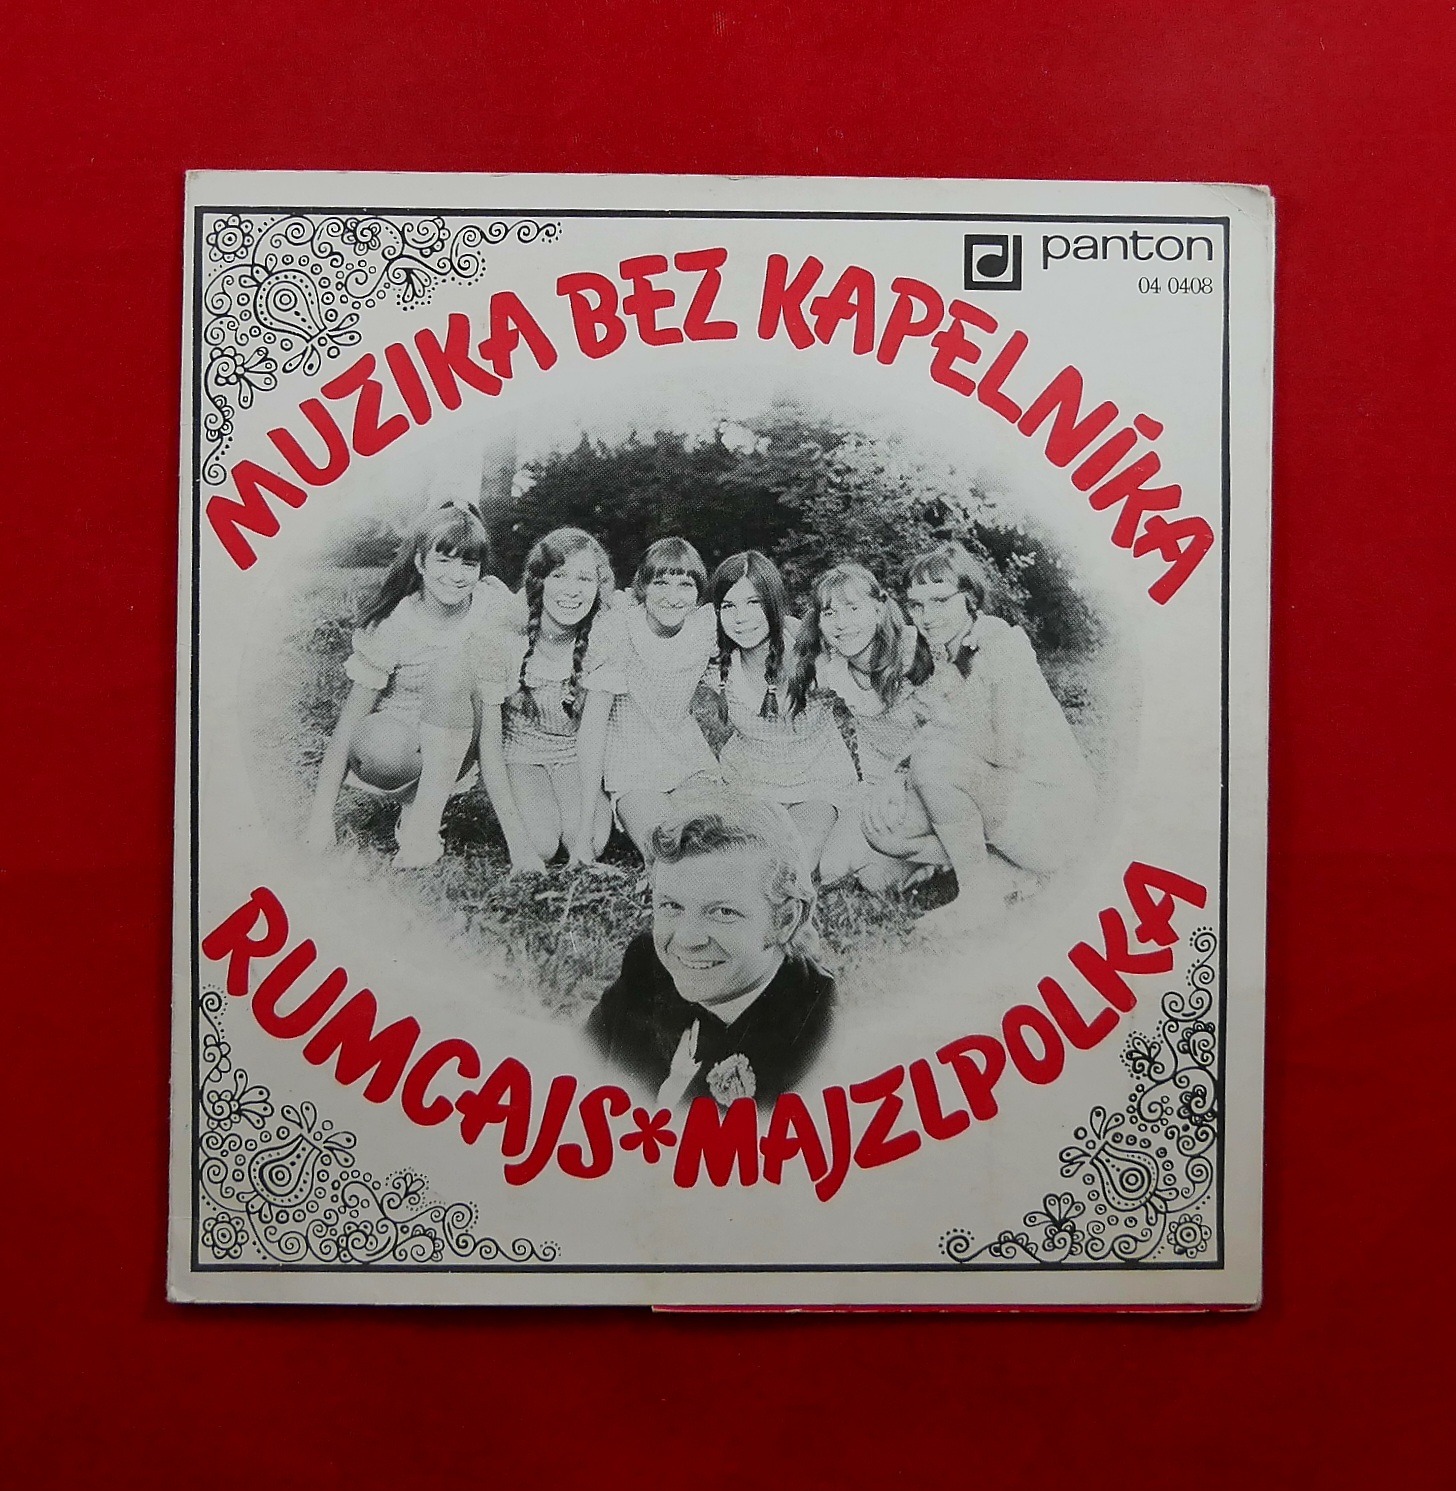 panton
04 0408
MUZIKA BEZ KAPELNÍKA
RUMCAJS*MAJZLPOLKA